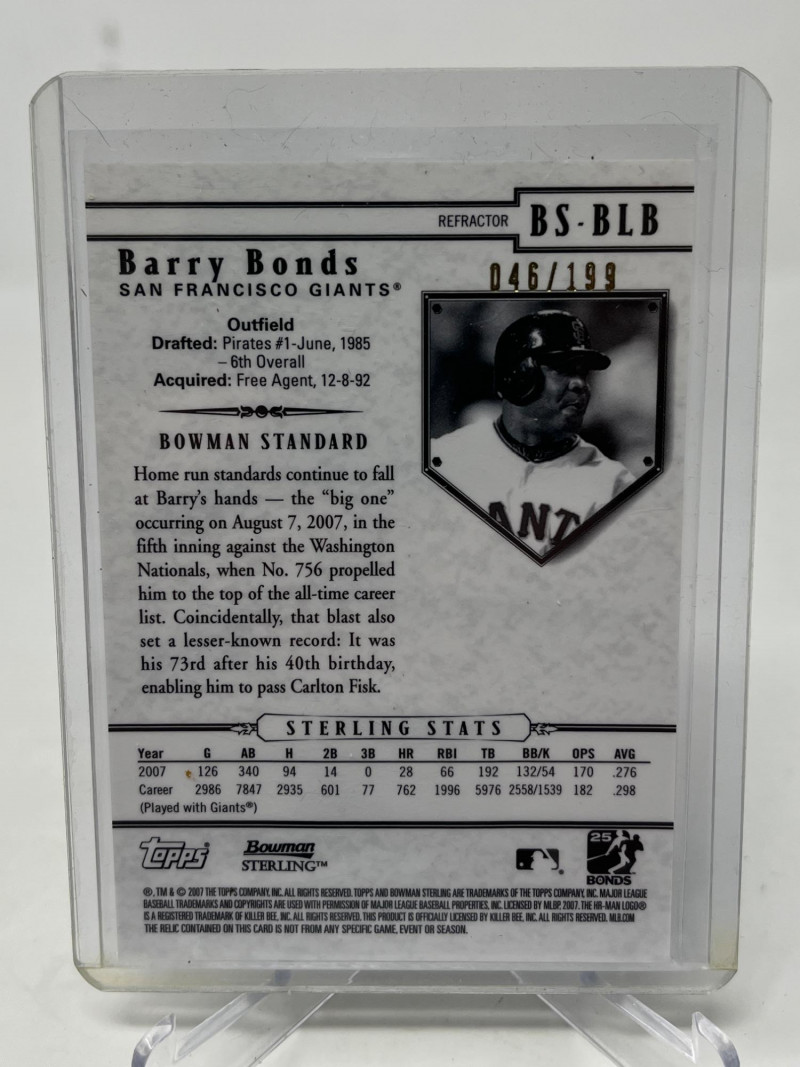 REFRACTOR BS-BLB
Barry Bonds
SAN FRANCISCO GIANTS®
046/199
Outfield
Drafted: Pirates #1-June, 1985
– 6th Overall
Acquired: Free Agent, 12-8-92
BOWMAN STANDARD
Home run standards continue to fall
at Barry's hands — the "big one"
occurring on August 7, 2007, in the
fifth inning against the Washington
Nationals, when No. 756 propelled
him to the top of the all-time career
list. Coincidentally, that blast also
set a lesser-known record: It was
his 73rd after his 40th birthday,
enabling him to pass Carlton Fisk.
ANT
STERLING STATS
Year G AB H 2B 3B HR RBI TB BB/K OPS AVG
2007 126 340 94 14 0 28 66 192 132/54 170 .276
Career 2986 7847 2935 601 77 762 1996 5976 2558/1539 182 .298
(Played with Giants®)
Topps Bowman STERLING™
25
BONDS
®, TM & © 2007 THE TOPPS COMPANY, INC. ALL RIGHTS RESERVED. TOPPS AND BOWMAN STERLING ARE TRADEMARKS OF THE TOPPS COMPANY, INC. MAJOR LEAGUE
BASEBALL TRADEMARKS AND COPYRIGHTS ARE USED WITH PERMISSION OF MAJOR LEAGUE BASEBALL PROPERTIES, INC. LICENSED BY MLBP, 2007. THE HR-MAN LOGO®
IS A REGISTERED TRADEMARK OF KILLER BEE, INC. ALL RIGHTS RESERVED. THIS PRODUCT IS OFFICIALLY LICENSED BY KILLER BEE, INC. ALL RIGHTS RESERVED. MLB.COM
THE RELIC CONTAINED ON THIS CARD IS NOT FROM ANY SPECIFIC GAME, EVENT OR SEASON.